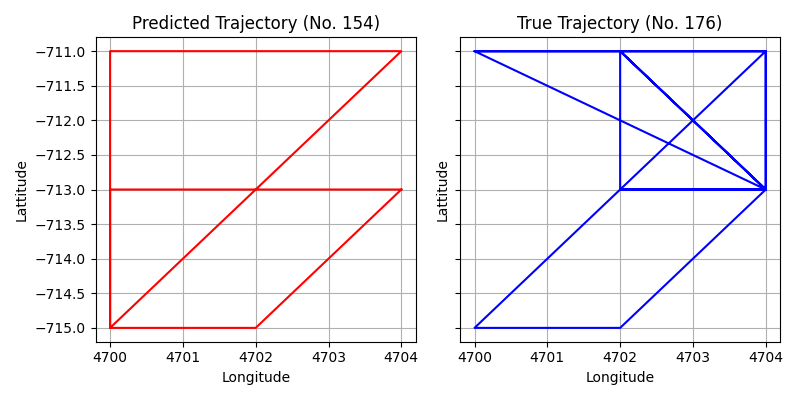 Predicted Trajectory (No. 154)
True Trajectory (No. 176)
−711.0
−711.5
−712.0
−712.5
−713.0
−713.5
−714.0
−714.5
−715.0
Lattitude
Lattitude
4700 4701 4702 4703 4704
4700 4701 4702 4703 4704
Longitude
Longitude